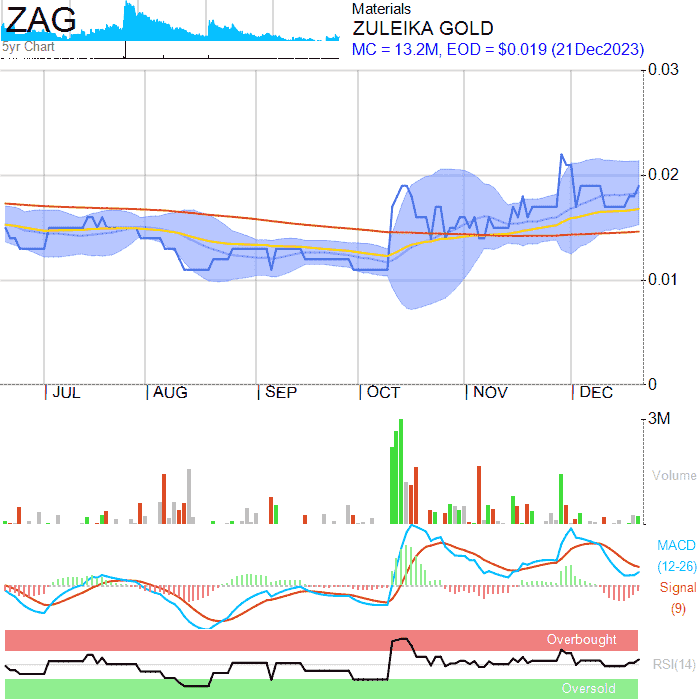 ZAG
5yr Chart
Materials
ZULEIKA GOLD
MC = 13.2M, EOD = $0.019 (21Dec2023)
0.03
0.02
0.01
0
JUL AUG SEP OCT NOV DEC
3M
Volume
MACD
(12-26)
Signal
(9)
Overbought
RSI(14)
Oversold